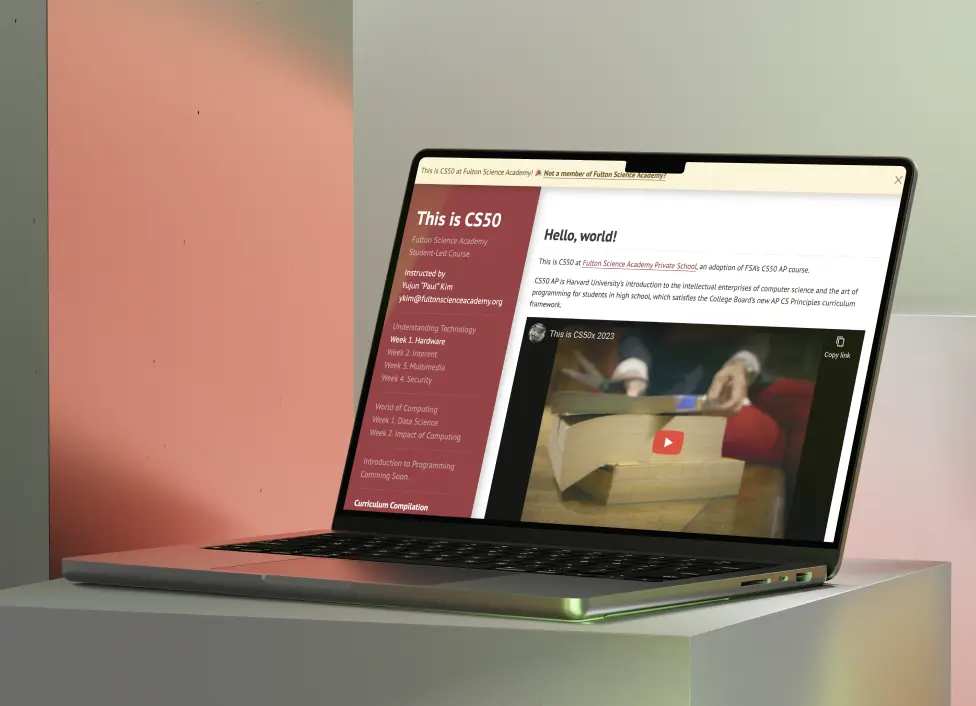 This is CS50 at Fulton Science Academy! 🎉 Not a member of Fulton Science Academy?
This is CS50
Fulton Science Academy
Student-Led Course
Instructed by
Yujun "Paul" Kim
ykim@fultonscienceacademy.org
Understanding Technology
Week 1. Hardware
Week 2. Interent
Week 3. Multimedia
Week 4. Security
World of Computing
Week 1. Data Science
Week 2. Impact of Computing
Introduction to Programming
Comming Soon.
Curriculum Compilation
Hello, world!
This is CS50 at Fulton Science Academy Private School, an adoption of FSA's CS50 AP course.
CS50 AP is Harvard University's introduction to the intellectual enterprises of computer science and the art of
programming for students in high school, which satisfies the College Board's new AP CS Principles curriculum
framework.
This is CS50x 2023
Copy link